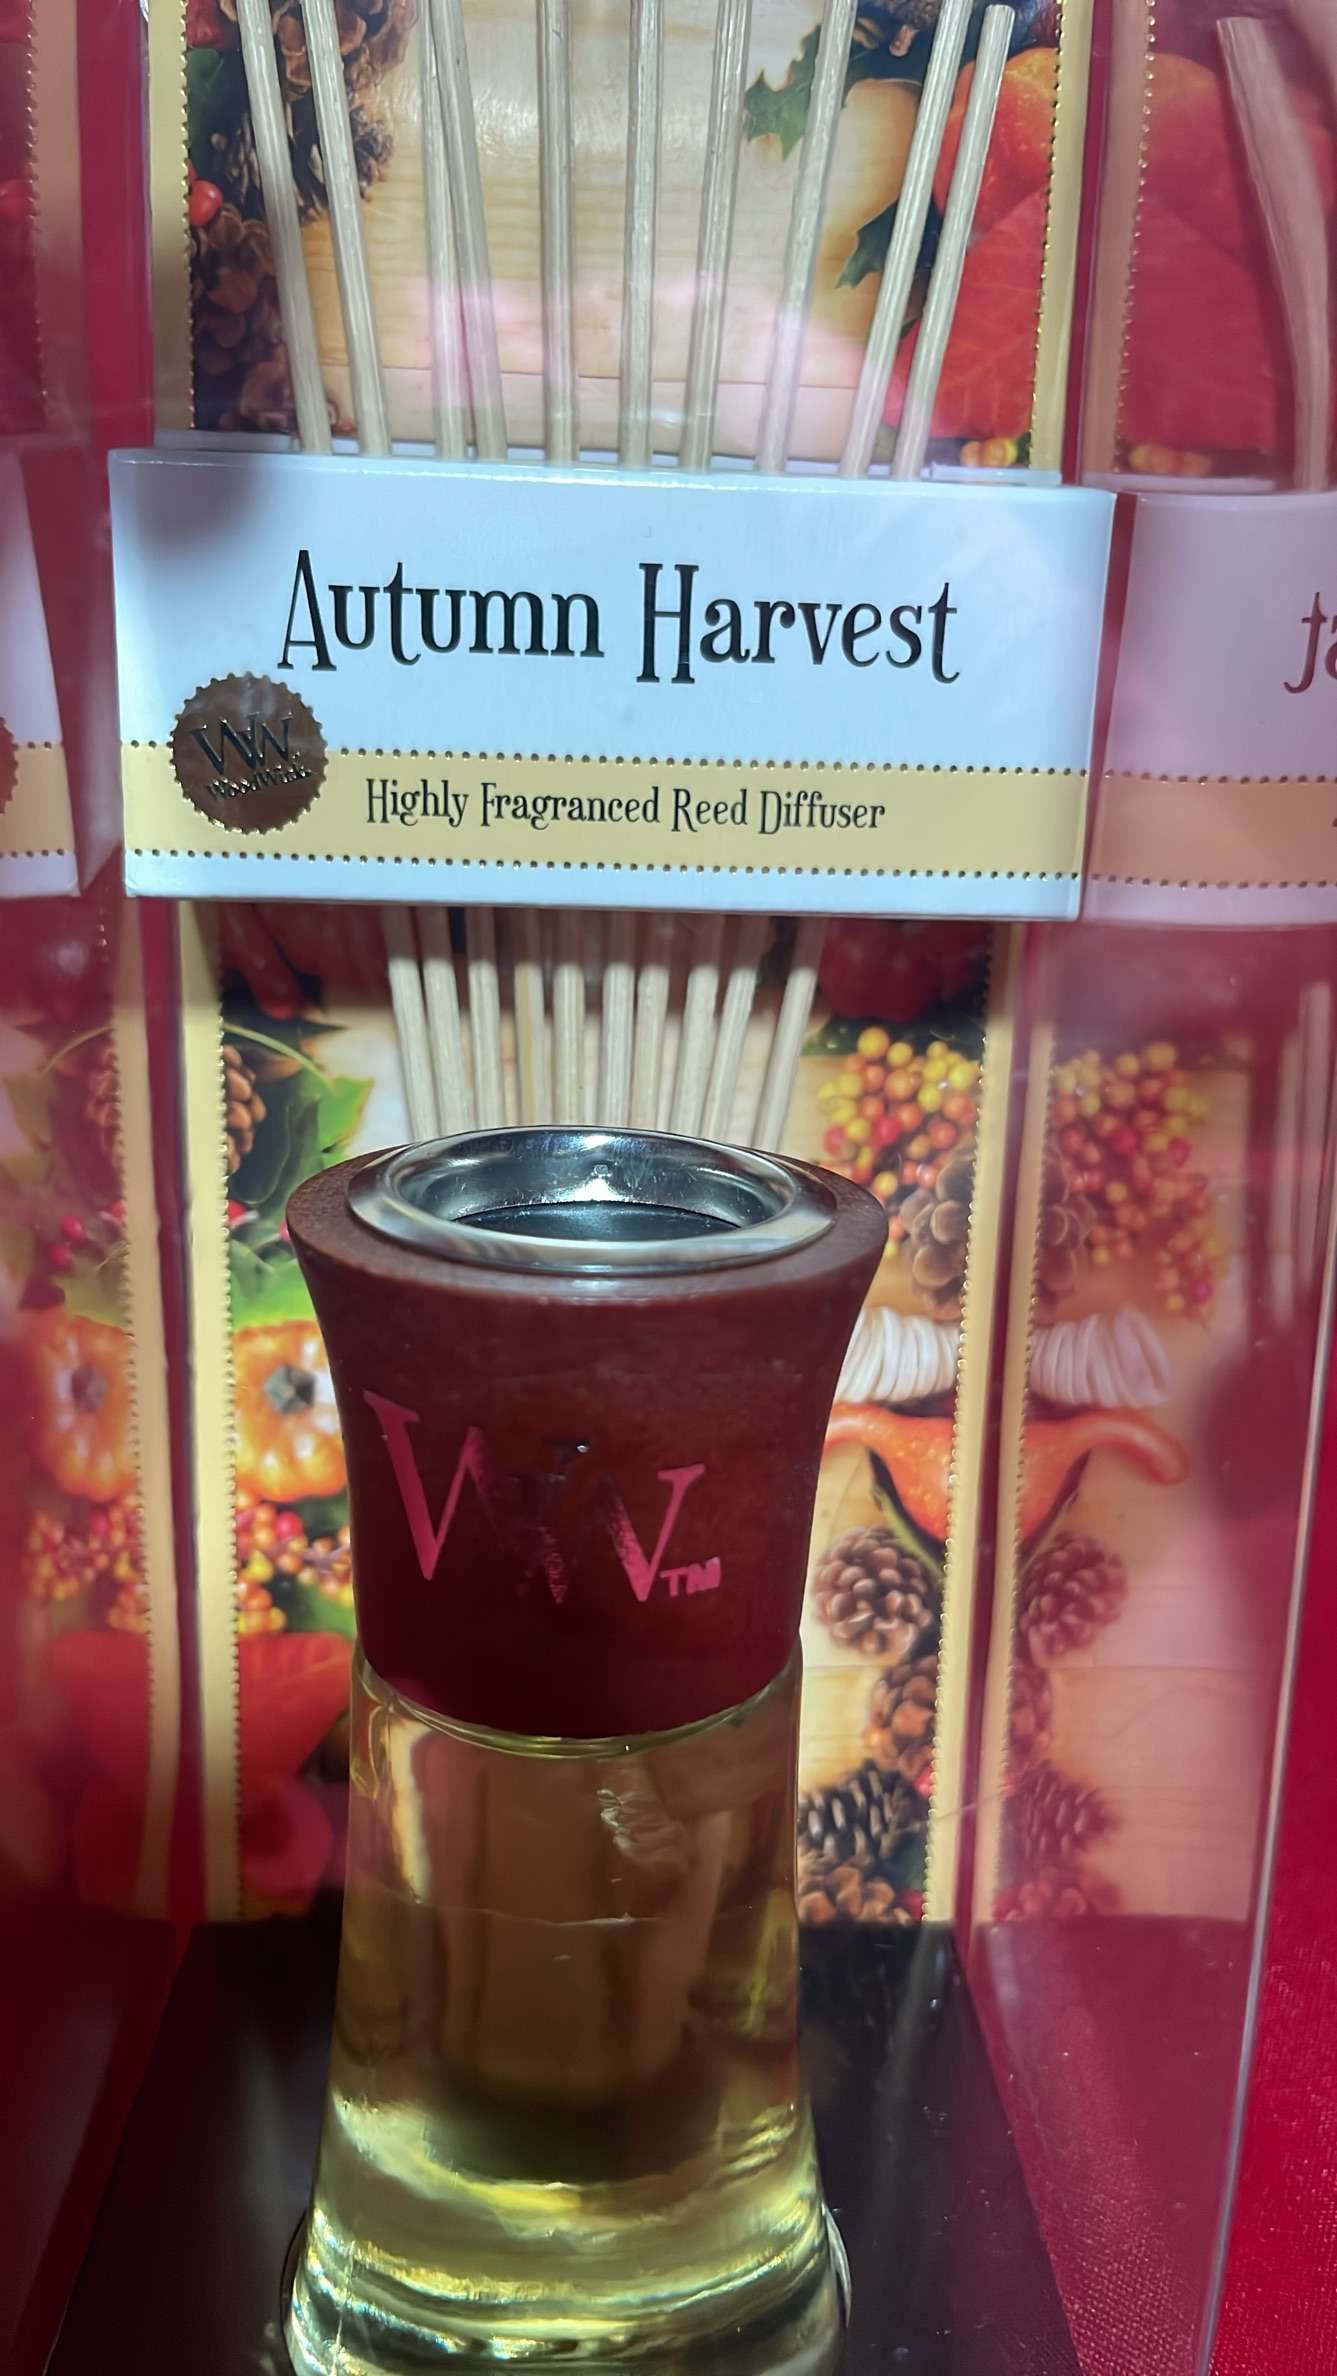 Autumn Harvest
WW
WoodWick
Highly Fragranced Reed Diffuser
WW™